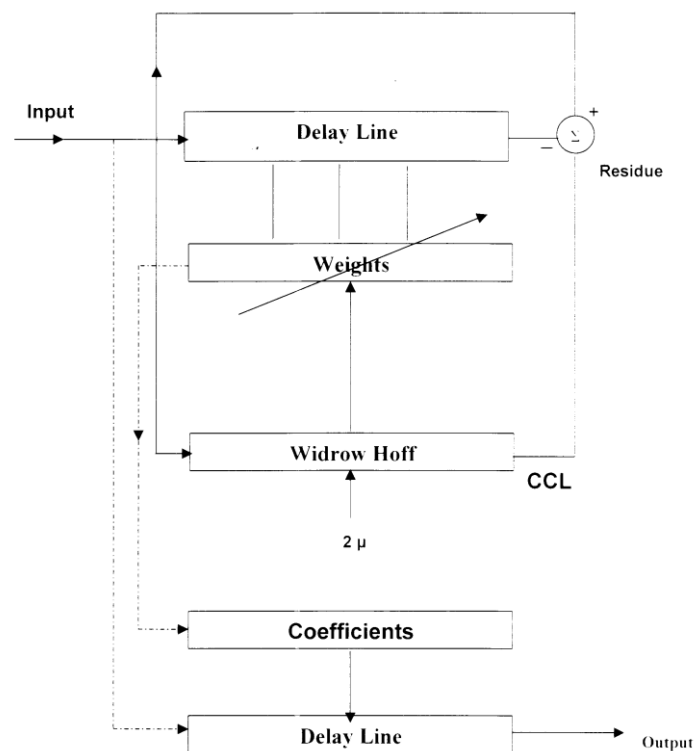 Input
Delay Line
+
Σ
−
Residue
Weights
Widrow Hoff
CCL
2 μ
Coefficients
Delay Line
Output